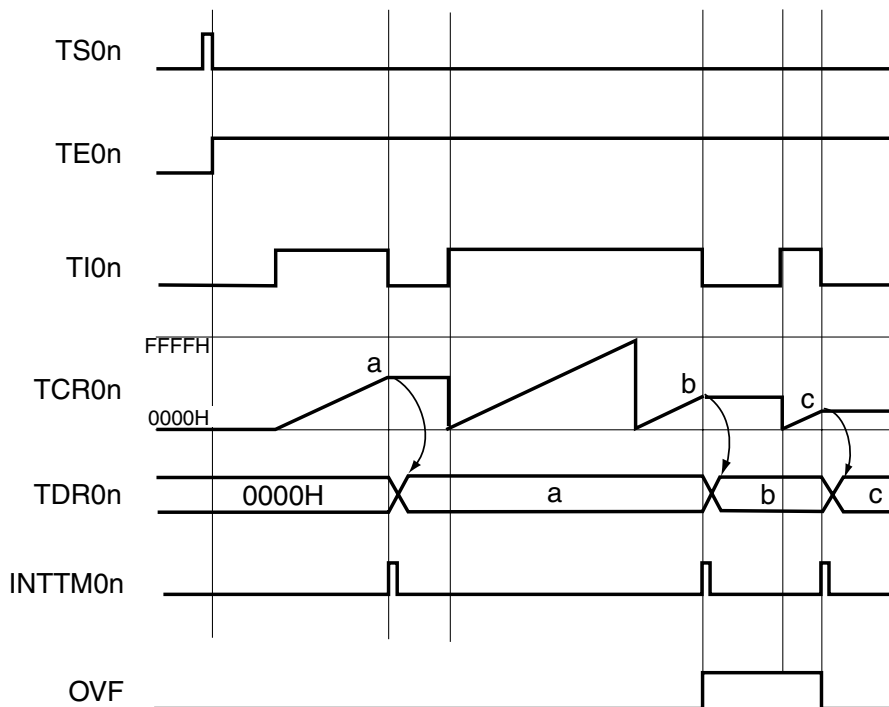 TS0n
TE0n
TI0n
FFFFH
a
b
c
TCR0n
0000H
TDR0n
0000H
a
b
c
INTTM0n
OVF